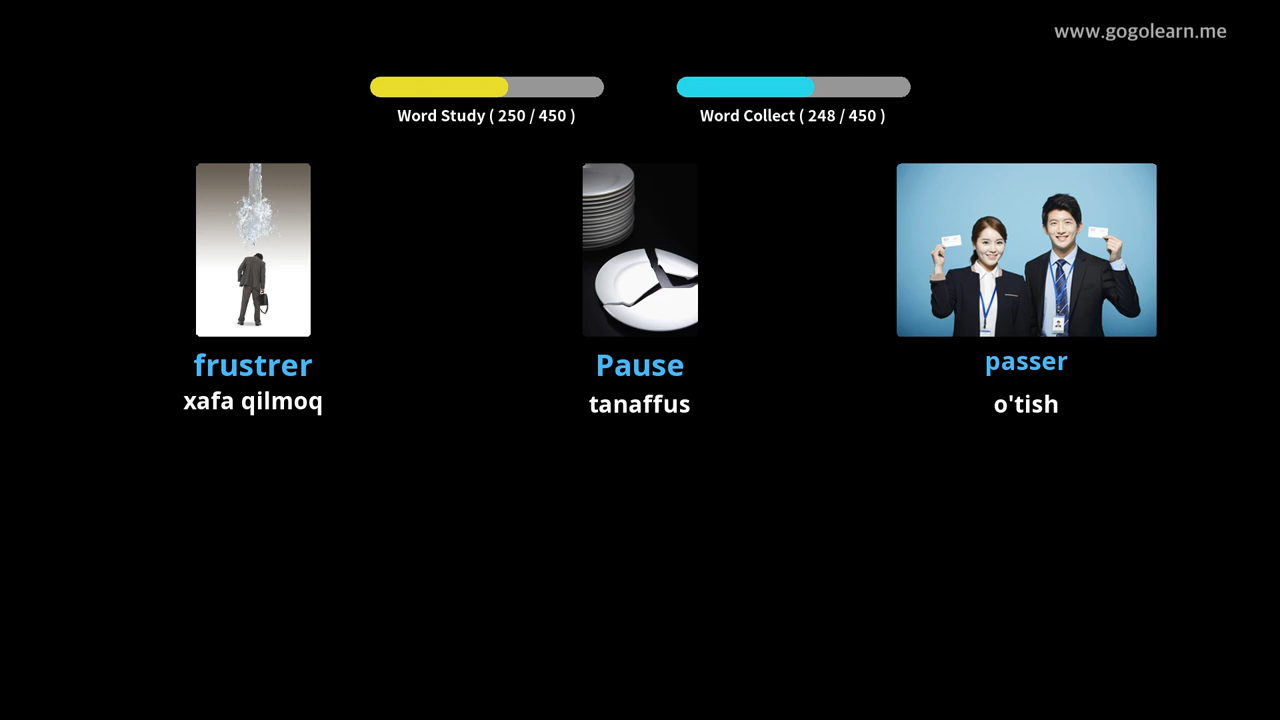 www.gogolearn.me
Word Study ( 250 / 450 )
Word Collect ( 248 / 450 )
frustrer
xafa qilmoq
Pause
tanaffus
passer
o'tish